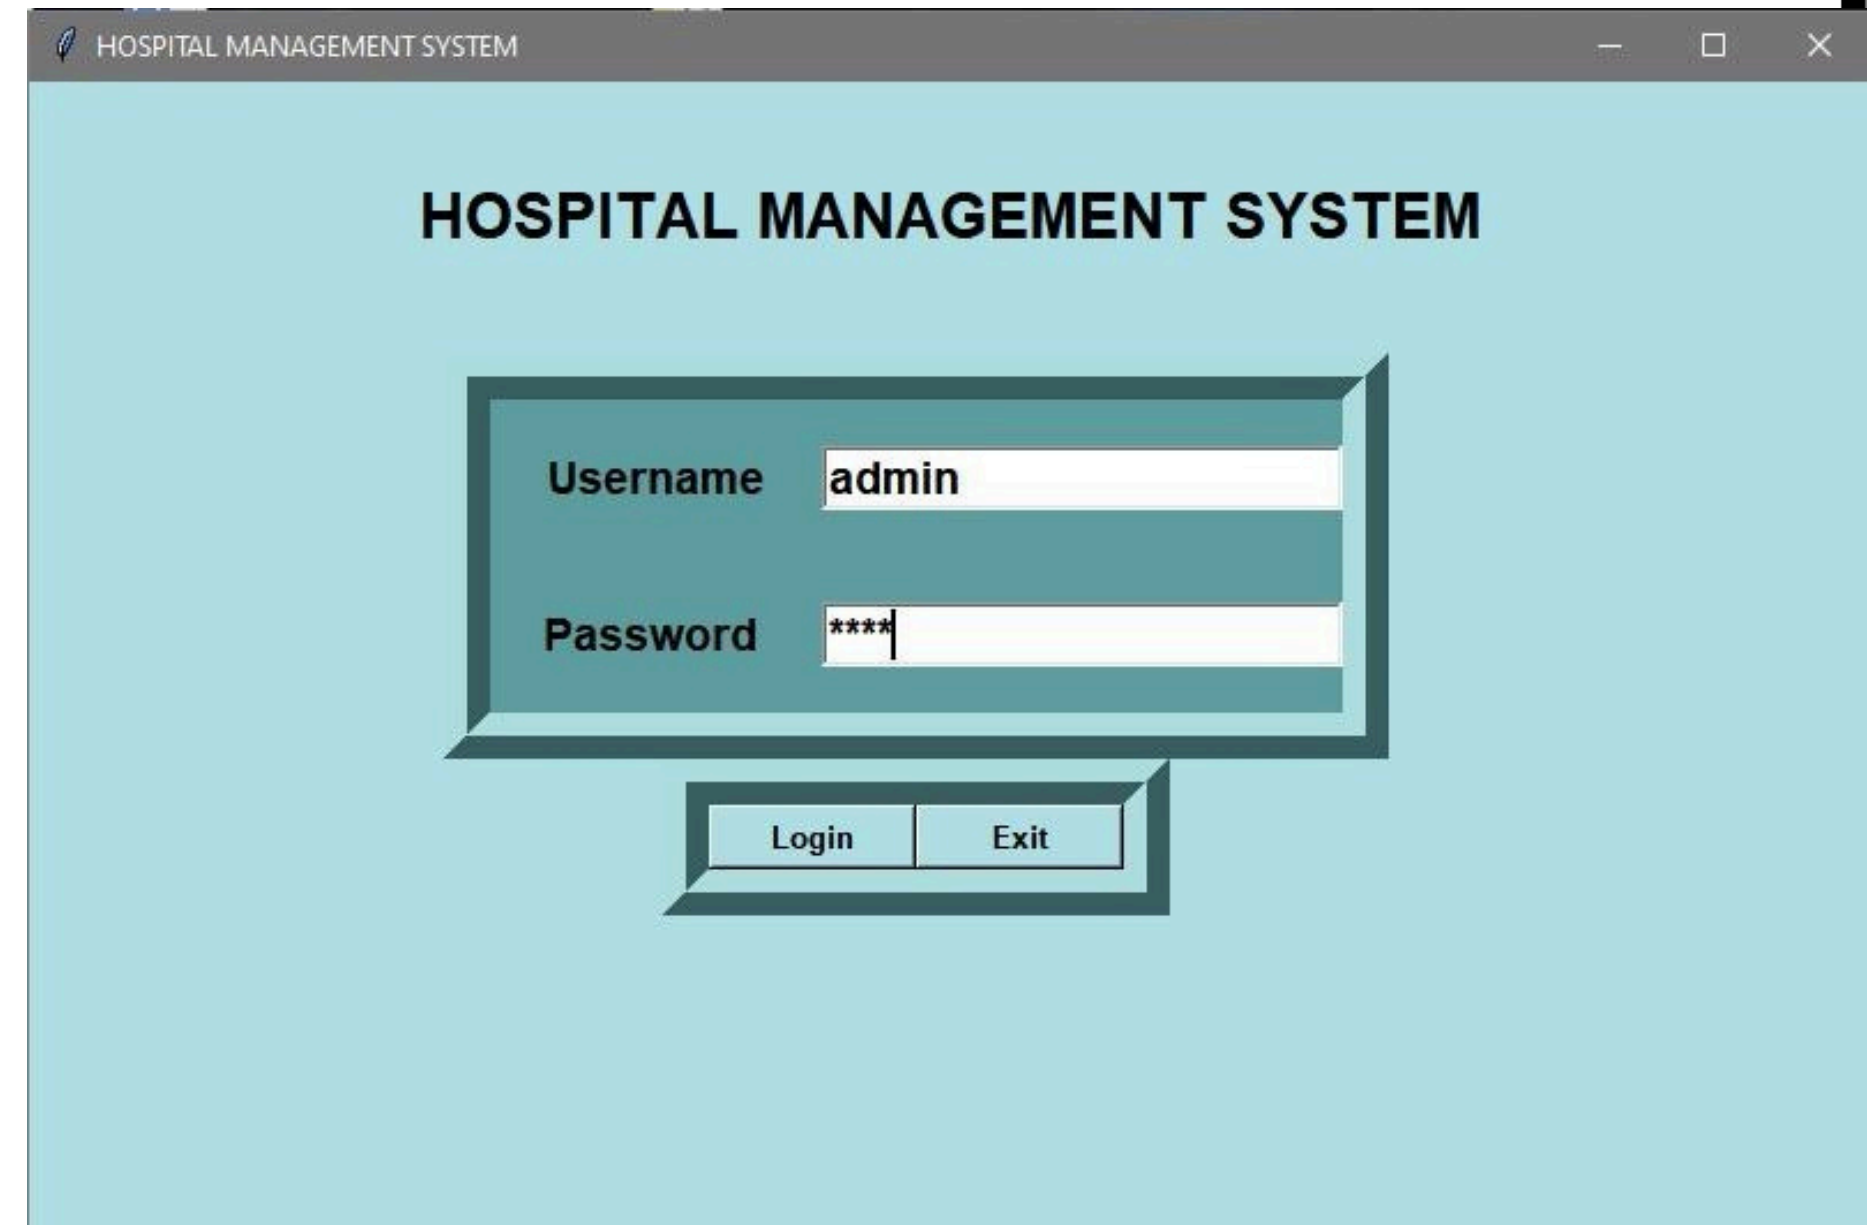 HOSPITAL MANAGEMENT SYSTEM
HOSPITAL MANAGEMENT SYSTEM
Username admin
Password ****
Login Exit